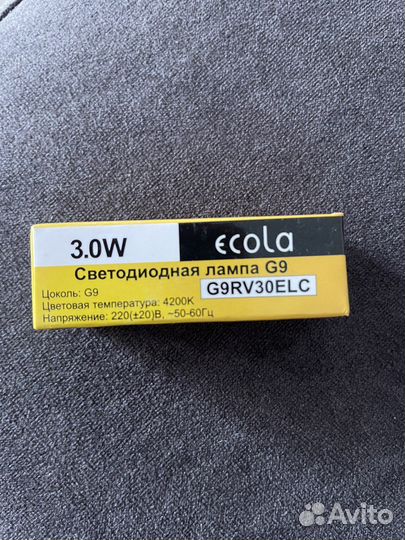 3.0W
ecola
Светодиодная лампа G9
G9RV30ELC
Цоколь: G9
Цветовая температура: 4200K
Напряжение: 220(±20)В, ~50-60Гц
Avito